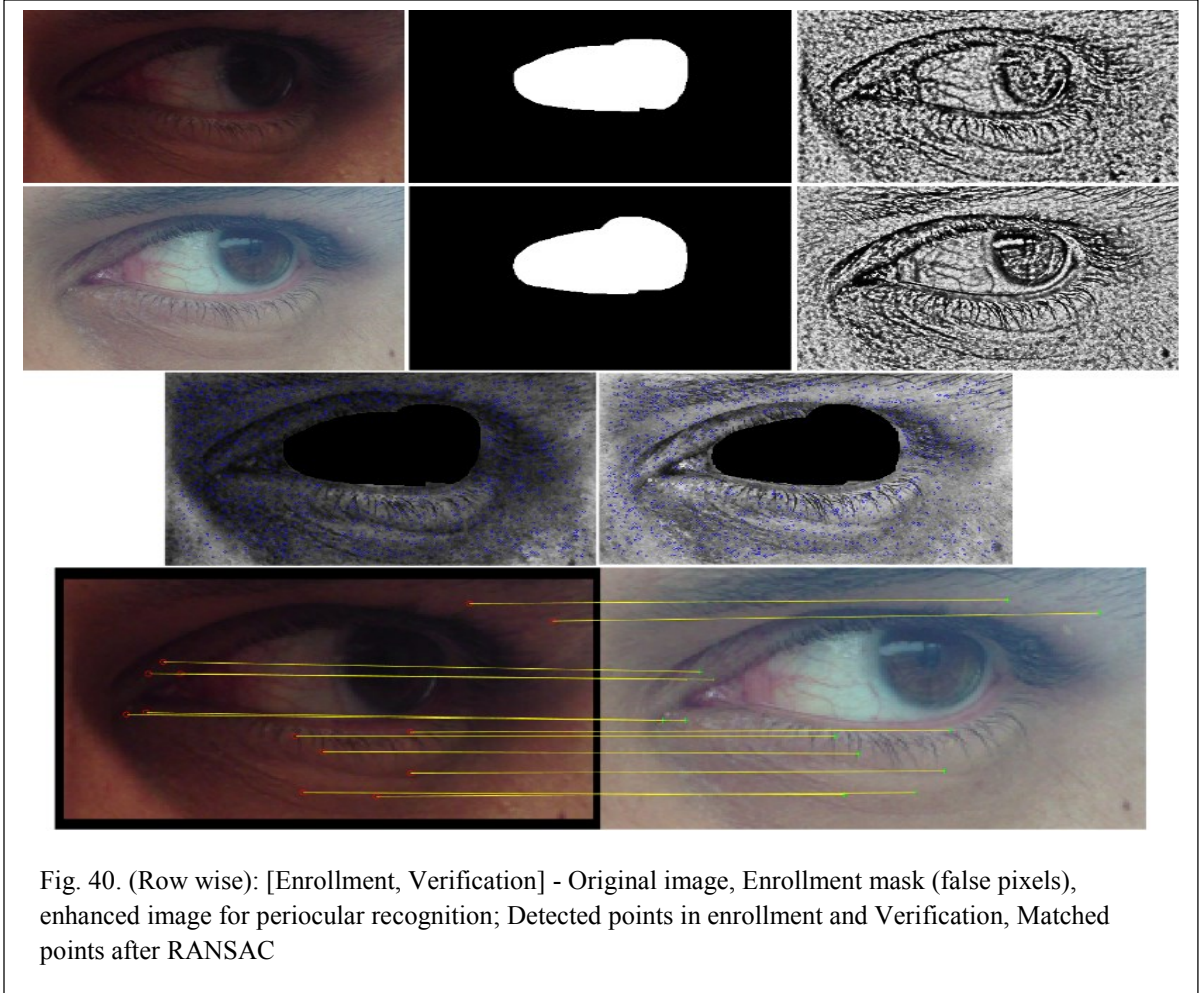 Fig. 40. (Row wise): [Enrollment, Verification] - Original image, Enrollment mask (false pixels),
enhanced image for periocular recognition; Detected points in enrollment and Verification, Matched
points after RANSAC